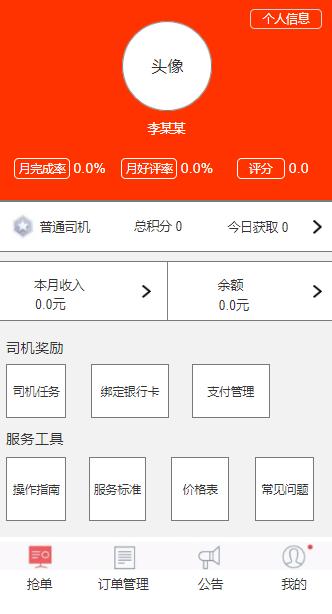 个人信息
头像
李某某
月完成率 0.0% 月好评率 0.0% 评分 0.0
普通司机 总积分 0 今日获取 0
本月收入 余额
0.0元 0.0元
司机奖励
司机任务 绑定银行卡 支付管理
服务工具
操作指南 服务标准 价格表 常见问题
抢单 订单管理 公告 我的